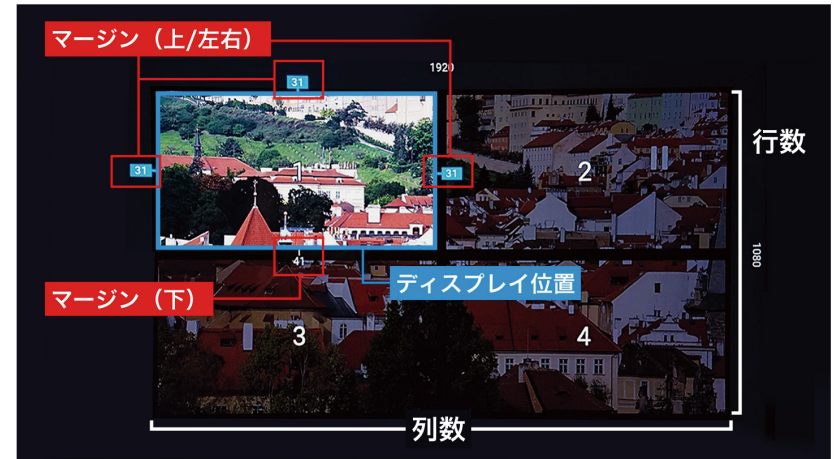 マージン（上/左右）
1920
31
31
1
31
2
行数
1080
41
マージン（下）
ディスプレイ位置
3
4
列数